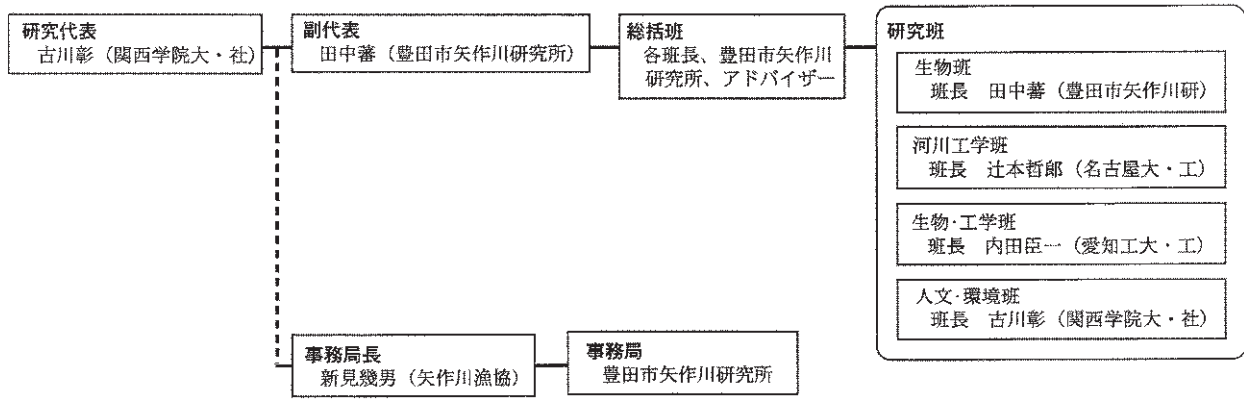 研究代表
古川彰（関西学院大・社）
副代表
田中蕃（豊田市矢作川研究所）
総括班
各班長、豊田市矢作川
研究所、アドバイザー
研究班
生物班
班長　田中蕃（豊田市矢作川研）
河川工学班
班長　辻本哲郎（名古屋大・工）
生物・工学班
班長　内田臣一（愛知工大・工）
人文・環境班
班長　古川彰（関西学院大・社）
事務局長
新見幾男（矢作川漁協）
事務局
豊田市矢作川研究所